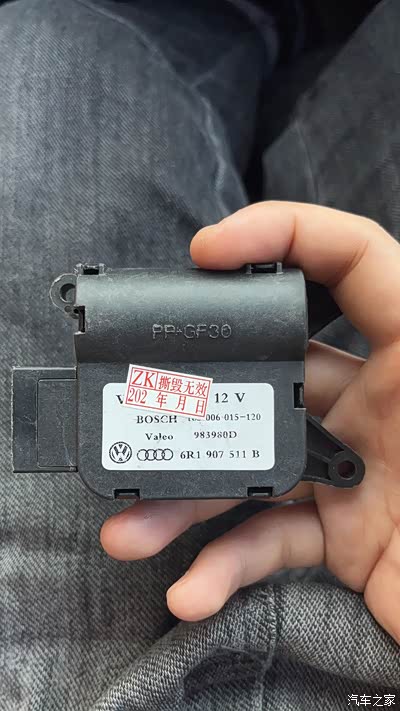 PP-GF30
ZK 撕毁无效
202 年 月 日
V 12 V
BOSCH 006-015-120
Valeo 983980D
6R1 907 511 B
汽车之家